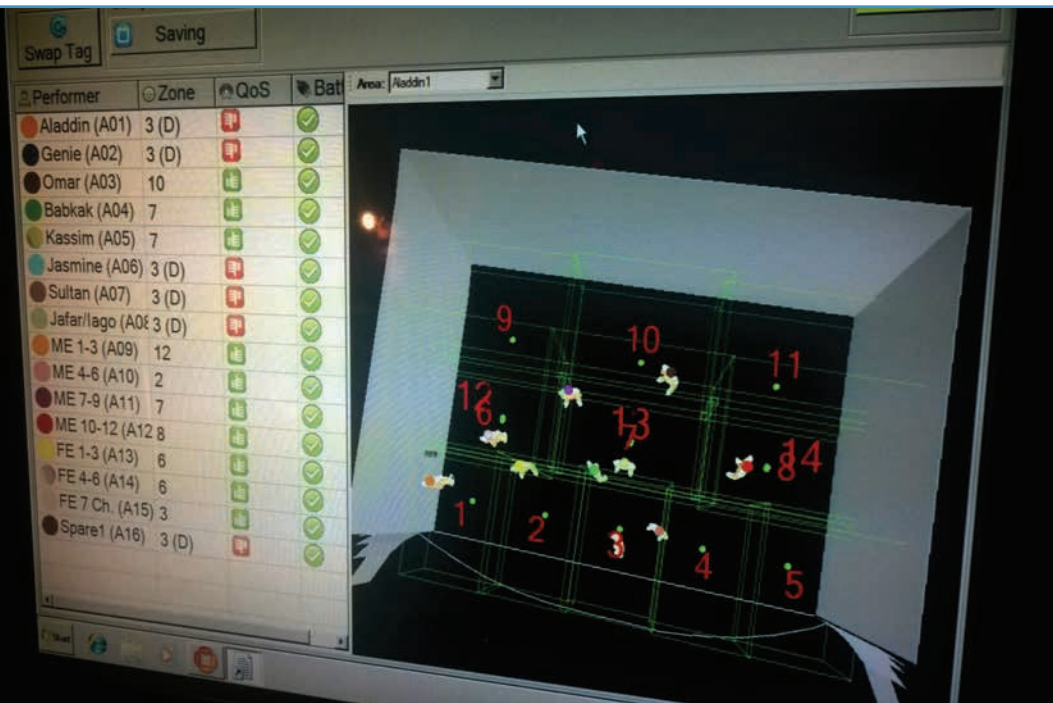 Swap Tag
Saving
Performer Zone QoS Batt
Area: Aladdin1
Aladdin (A01) 3 (D)
Genie (A02) 3 (D)
Omar (A03) 10
Babkak (A04) 7
Kassim (A05) 7
Jasmine (A06) 3 (D)
Sultan (A07) 3 (D)
Jafar/Iago (A08 3 (D)
ME 1-3 (A09) 12
ME 4-6 (A10) 2
ME 7-9 (A11) 7
ME 10-12 (A12 8
FE 1-3 (A13) 6
FE 4-6 (A14) 6
FE 7 Ch. (A15) 3
Spare1 (A16) 3 (D)
9
10
11
12
6
13
7
14
8
1
2
3
4
5
Start